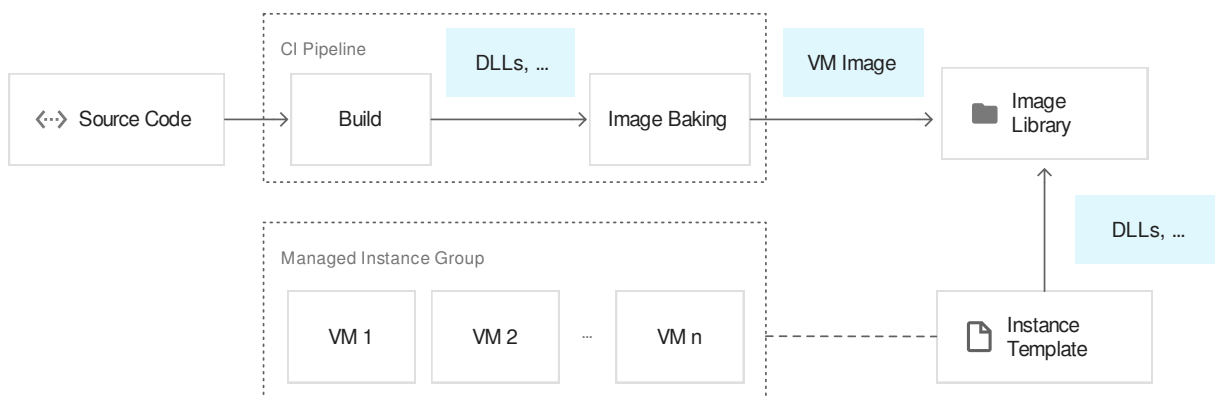 CI Pipeline
DLLs, ...
VM Image
Source Code
Build
Image Baking
Image
Library
DLLs, ...
Managed Instance Group
VM 1
VM 2
...
VM n
Instance
Template